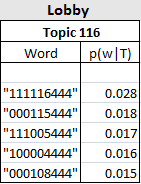 Lobby
Topic 116
Word p(w|T)
"111116444" 0.028
"000115444" 0.018
"111005444" 0.017
"100004444" 0.016
"000108444" 0.015